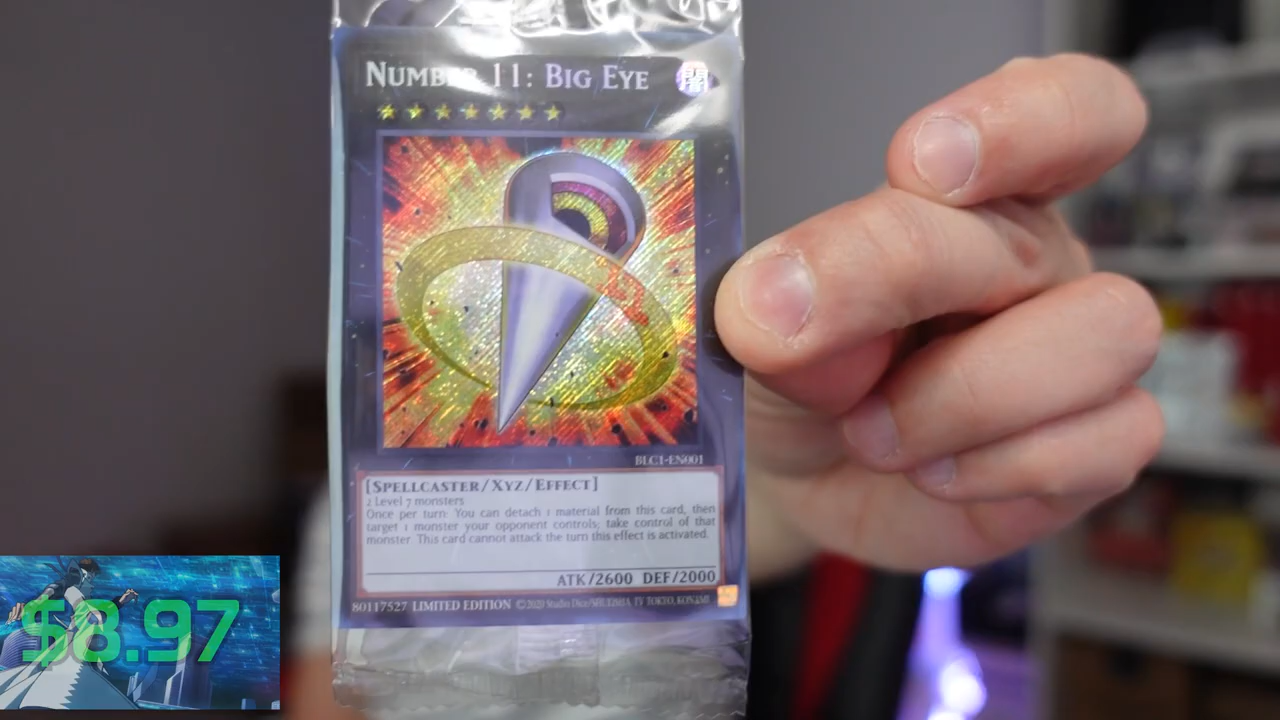 NUMBER 11: BIG EYE
闇
BLC1-EN001
[SPELLCASTER/XYZ/EFFECT]
2 Level 7 monsters
Once per turn: You can detach 1 material from this card, then
target 1 monster your opponent controls; take control of that
monster. This card cannot attack the turn this effect is activated.
ATK/2600 DEF/2000
80117527 LIMITED EDITION ©2020 Studio Dice/SHUEISHA, TV TOKYO, KONAMI
$8.97